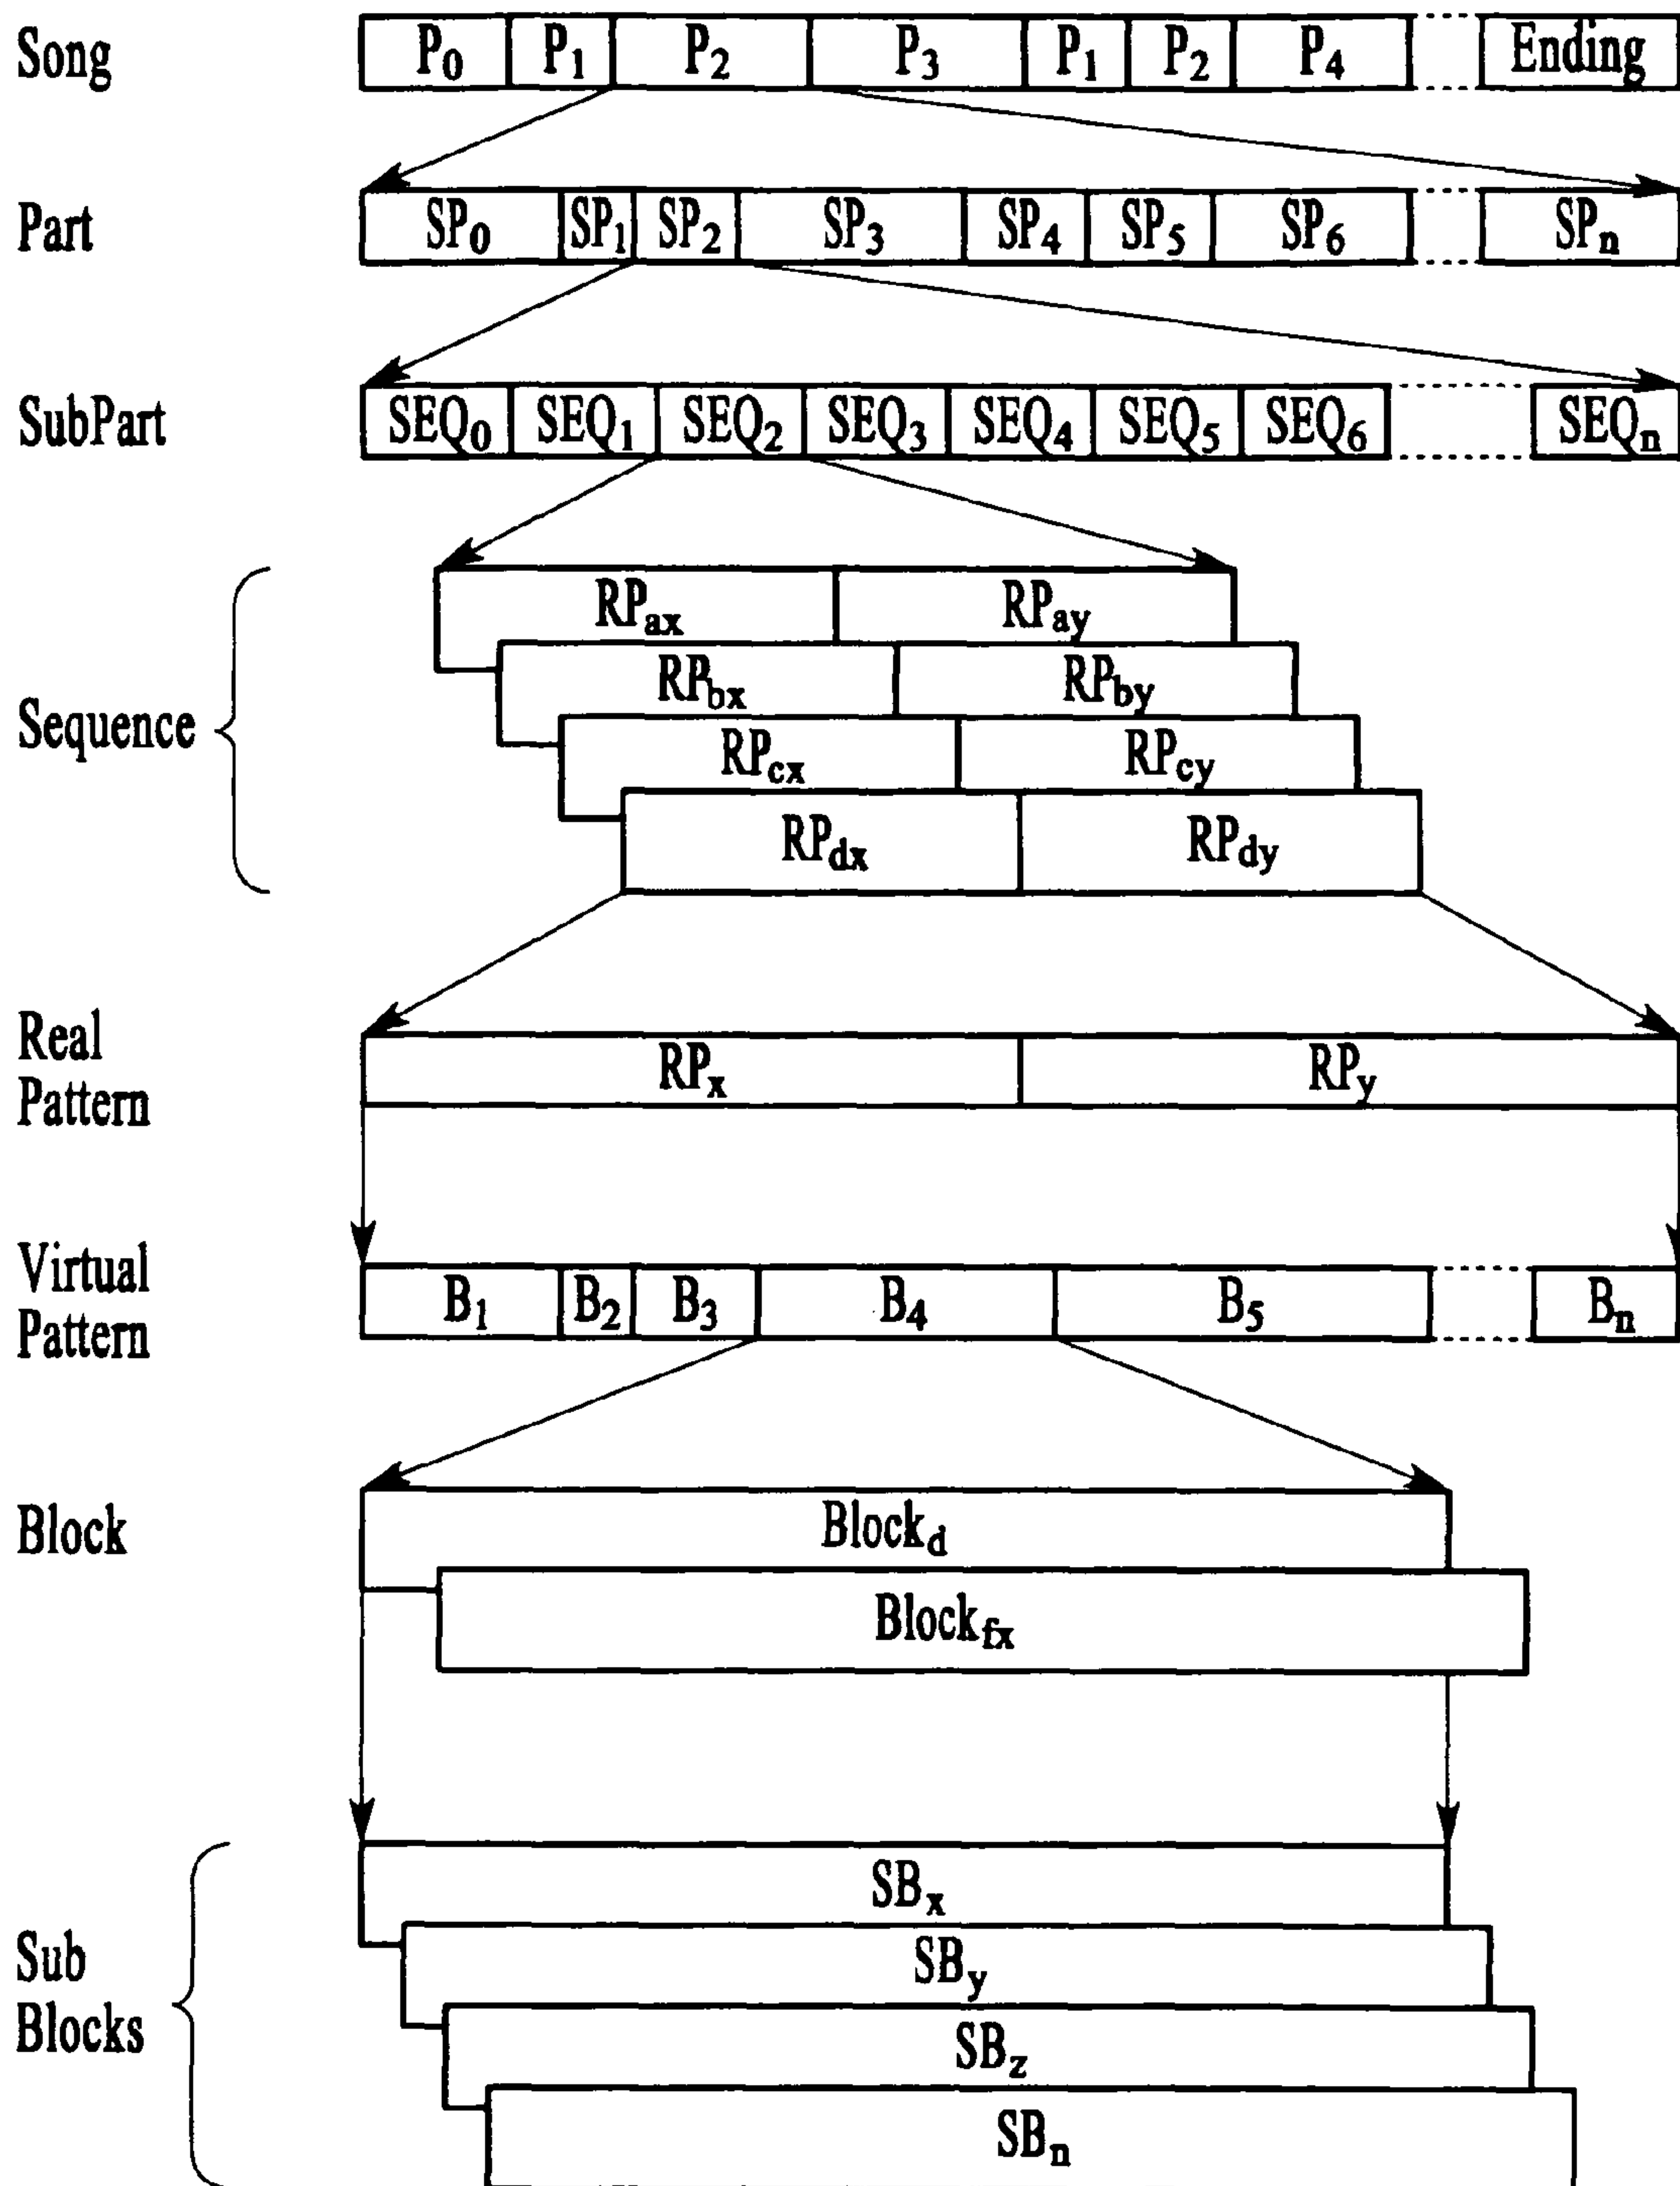 Song P₀ P₁ P₂ P₃ P₁ P₂ P₄ Ending
Part SP₀ SP₁ SP₂ SP₃ SP₄ SP₅ SP₆ SPₙ
SubPart SEQ₀ SEQ₁ SEQ₂ SEQ₃ SEQ₄ SEQ₅ SEQ₆ SEQₙ
Sequence
RPax RPay
RPbx RPby
RPcx RPcy
RPdx RPdy
Real
Pattern
RPx RPy
Virtual
Pattern
B₁ B₂ B₃ B₄ B₅ Bₙ
Block
Blockd
Blockfx
Sub
Blocks
SBx
SBy
SBz
SBn